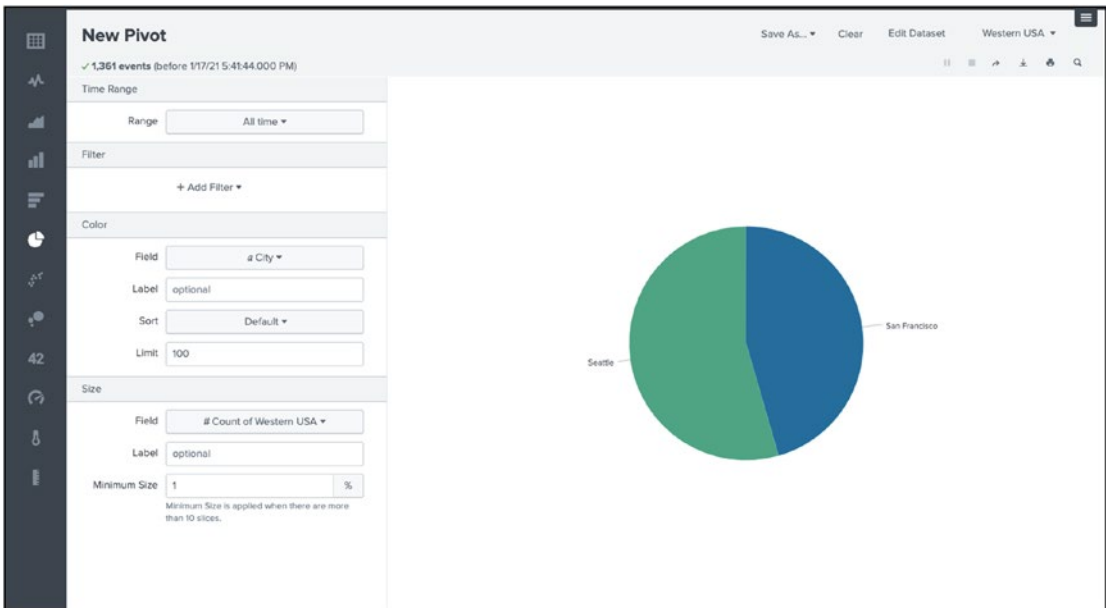 New Pivot
Save As...
Clear
Edit Dataset
Western USA
✓ 1,361 events (before 1/17/21 5:41:44.000 PM)
Time Range
Range
All time
Filter
+ Add Filter
Color
Field
a City
Label
optional
Sort
Default
Limit
100
42
Size
Field
# Count of Western USA
Label
optional
Minimum Size
1
%
Minimum Size is applied when there are more
than 10 slices.
San Francisco
Seattle